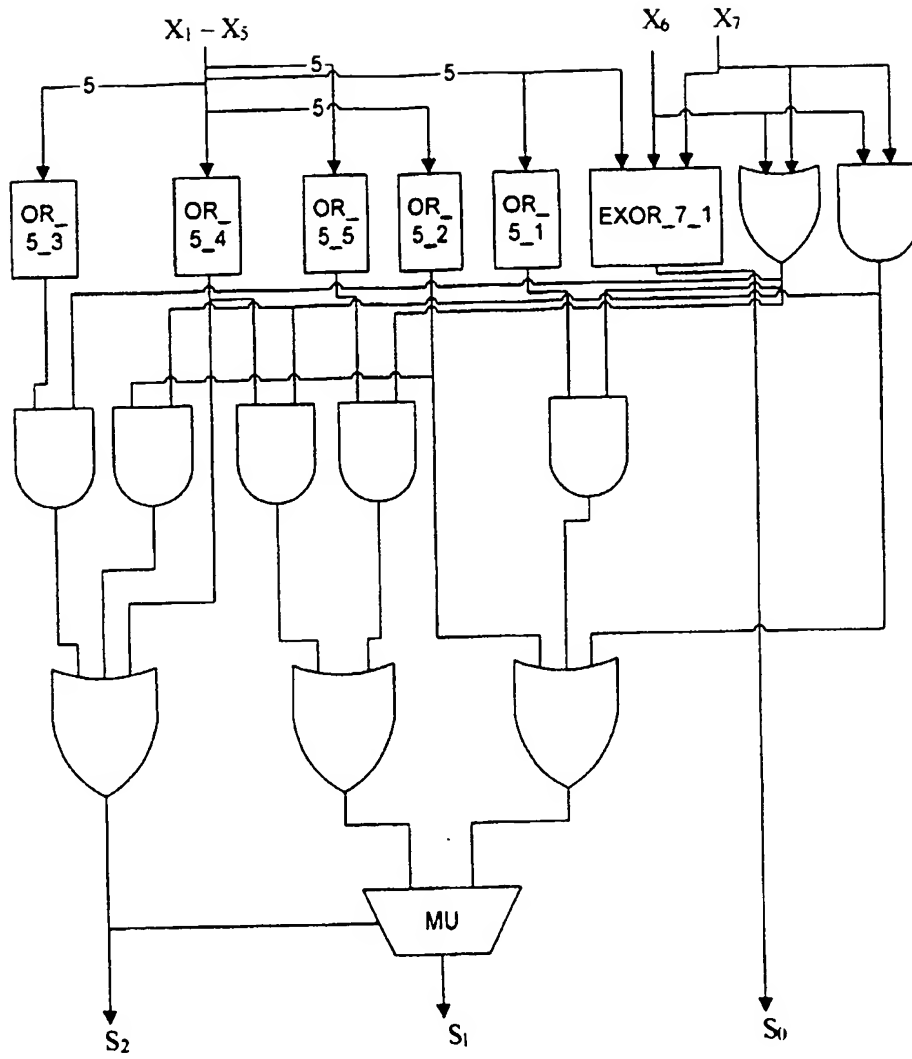 X₁ – X₅
X₆
X₇
5
5
5
5
OR_
5_3
OR_
5_4
OR_
5_5
OR_
5_2
OR_
5_1
EXOR_7_1
MU
S₂
S₁
S₀